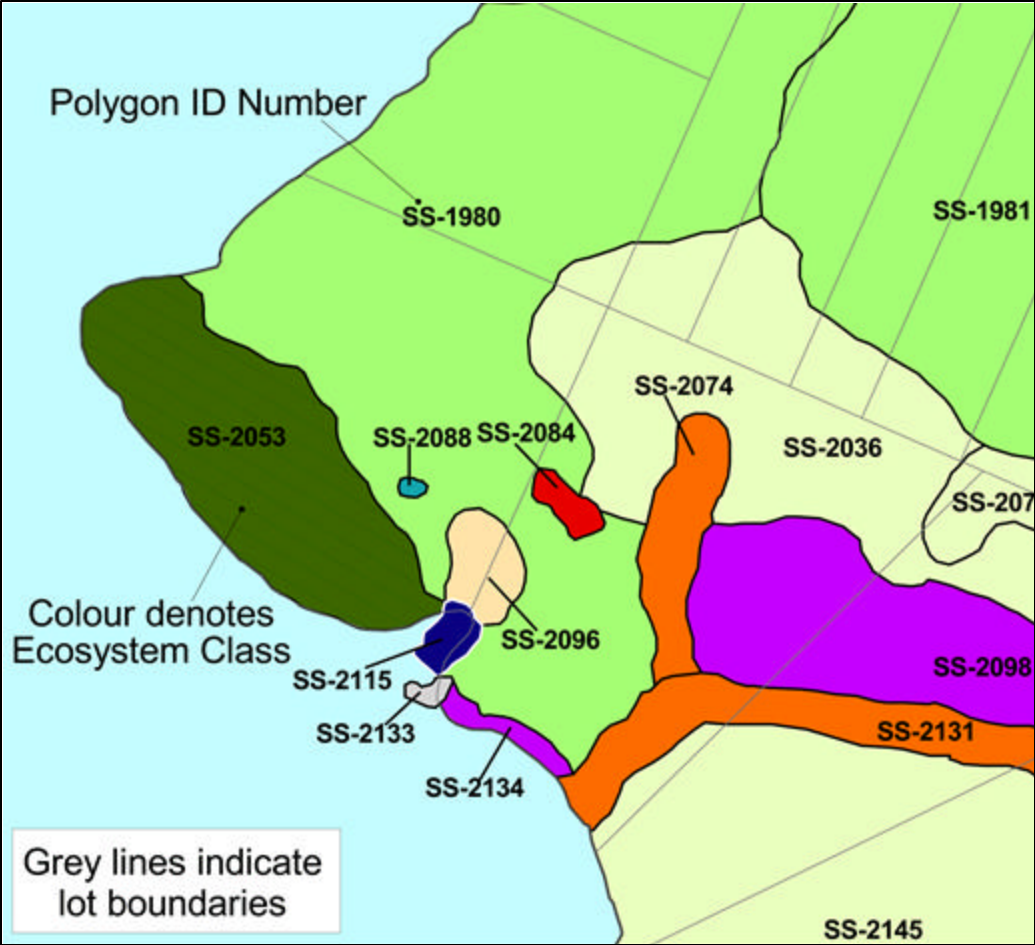 Polygon ID Number
SS-1980
SS-1981
SS-2074
SS-2053
SS-2088
SS-2084
SS-2036
SS-207
Colour denotes
Ecosystem Class
SS-2096
SS-2098
SS-2115
SS-2133
SS-2131
SS-2134
Grey lines indicate
lot boundaries
SS-2145